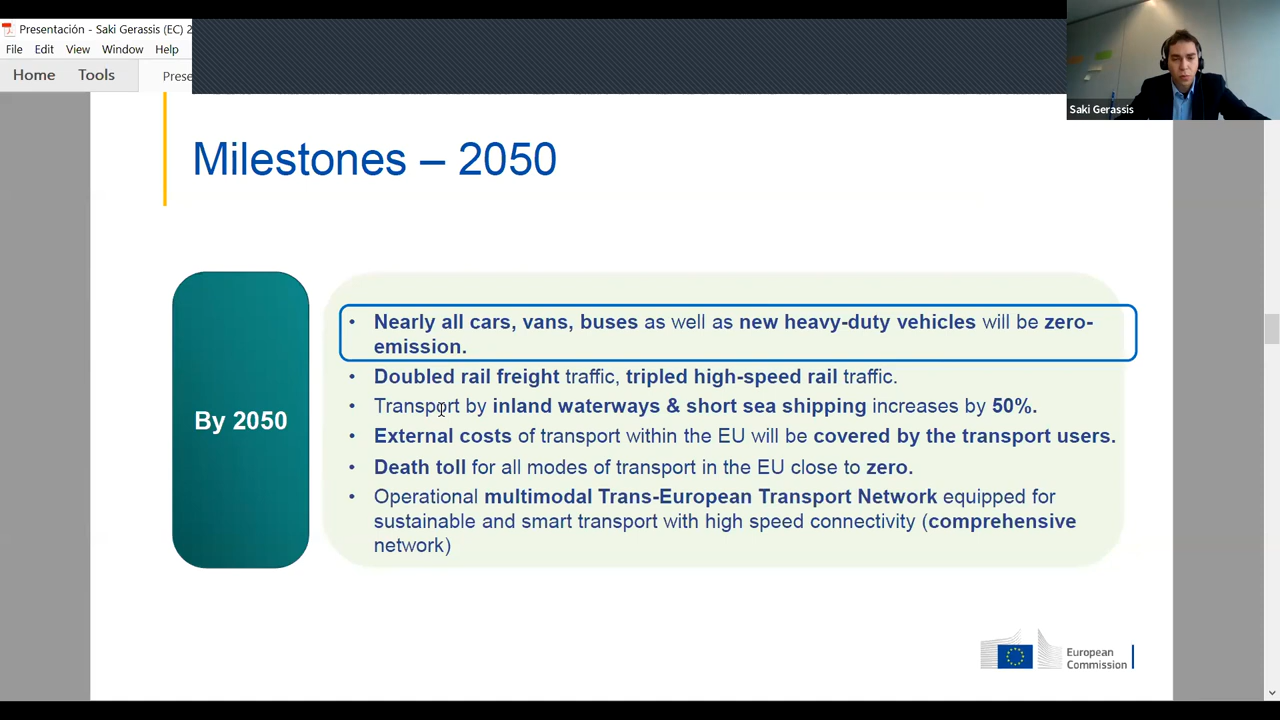 Presentación - Saki Gerassis (EC) 2
File Edit View Window Help
Home Tools Prese
Saki Gerassis
Milestones – 2050
By 2050
• Nearly all cars, vans, buses as well as new heavy-duty vehicles will be zero-
emission.
• Doubled rail freight traffic, tripled high-speed rail traffic.
• Transport by inland waterways & short sea shipping increases by 50%.
• External costs of transport within the EU will be covered by the transport users.
• Death toll for all modes of transport in the EU close to zero.
• Operational multimodal Trans-European Transport Network equipped for
sustainable and smart transport with high speed connectivity (comprehensive
network)
European
Commission